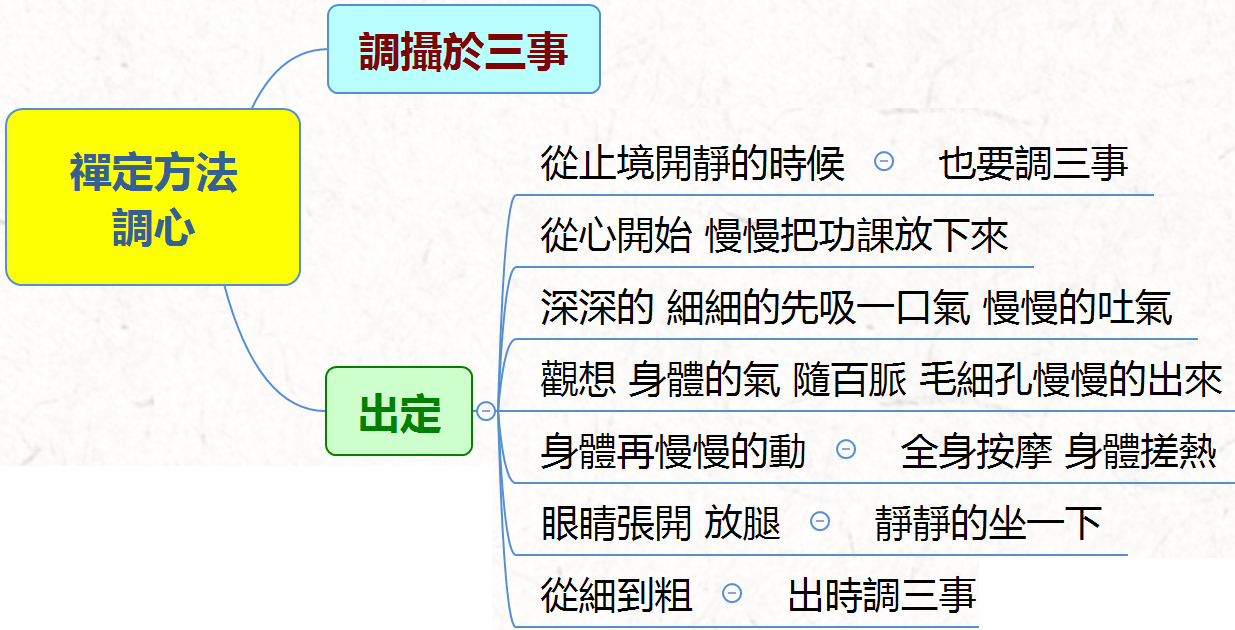 調攝於三事
禪定方法
調心
從止境開靜的時候 也要調三事
從心開始 慢慢把功課放下來
深深的 細細的先吸一口氣 慢慢的吐氣
觀想 身體的氣 隨百脈 毛細孔慢慢的出來
出定
身體再慢慢的動 全身按摩 身體搓熱
眼睛張開 放腿 靜靜的坐一下
從細到粗 出時調三事